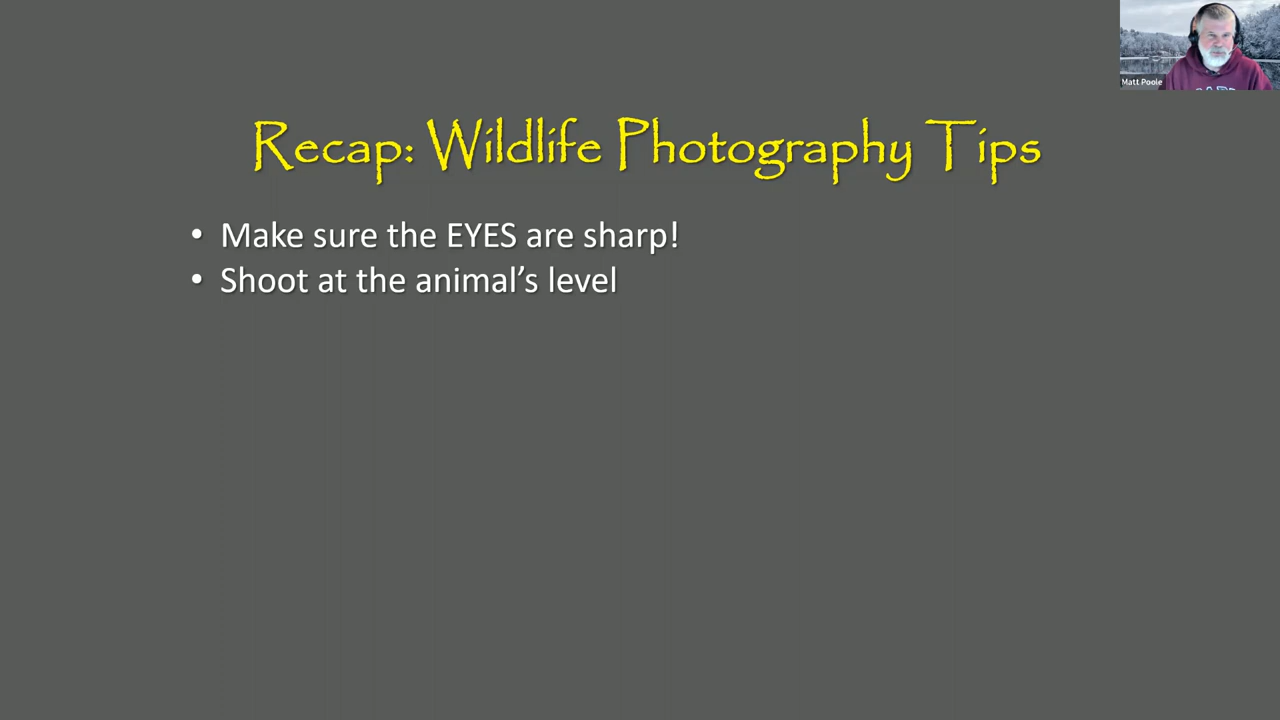 Matt Poole
Recap: Wildlife Photography Tips
• Make sure the EYES are sharp!
• Shoot at the animal’s level